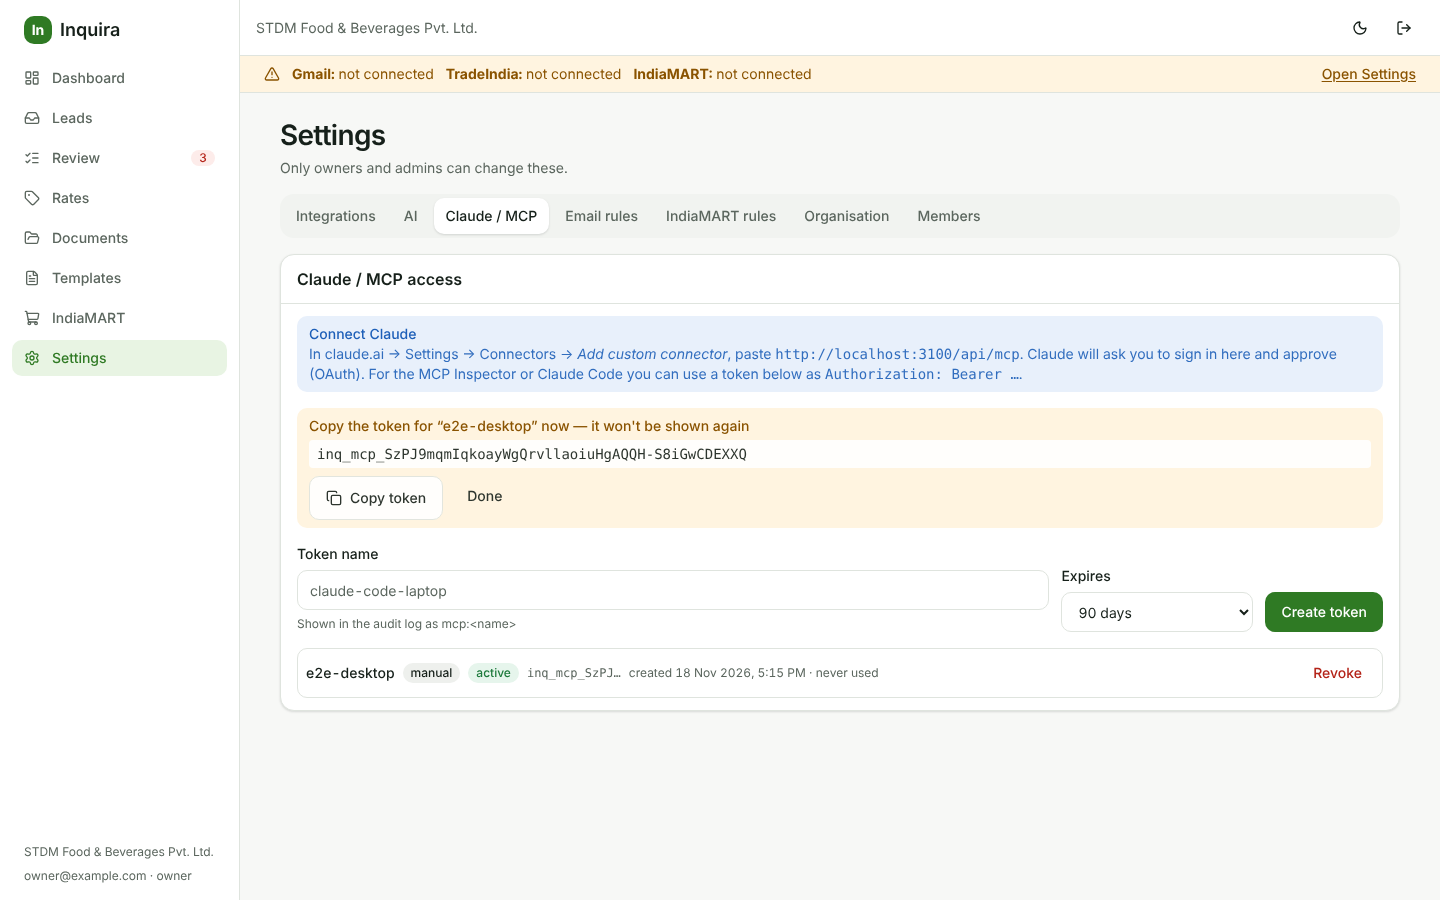 In Inquira
STDM Food & Beverages Pvt. Ltd.
Gmail: not connected TradeIndia: not connected IndiaMART: not connected Open Settings
Dashboard
Leads
Review 3
Rates
Documents
Templates
IndiaMART
Settings
Settings
Only owners and admins can change these.
Integrations AI Claude / MCP Email rules IndiaMART rules Organisation Members
Claude / MCP access
Connect Claude
In claude.ai → Settings → Connectors → Add custom connector, paste http://localhost:3100/api/mcp. Claude will ask you to sign in here and approve
(OAuth). For the MCP Inspector or Claude Code you can use a token below as Authorization: Bearer ….
Copy the token for “e2e-desktop” now — it won't be shown again
inq_mcp_SzPJ9mqmIqkoayWgQrvllaoiuHgAQQH-S8iGwCDEXXQ
Copy token Done
Token name
claude-code-laptop
Shown in the audit log as mcp:<name>
Expires
90 days
Create token
e2e-desktop manual active inq_mcp_SzPJ… created 18 Nov 2026, 5:15 PM · never used Revoke
STDM Food & Beverages Pvt. Ltd.
owner@example.com · owner